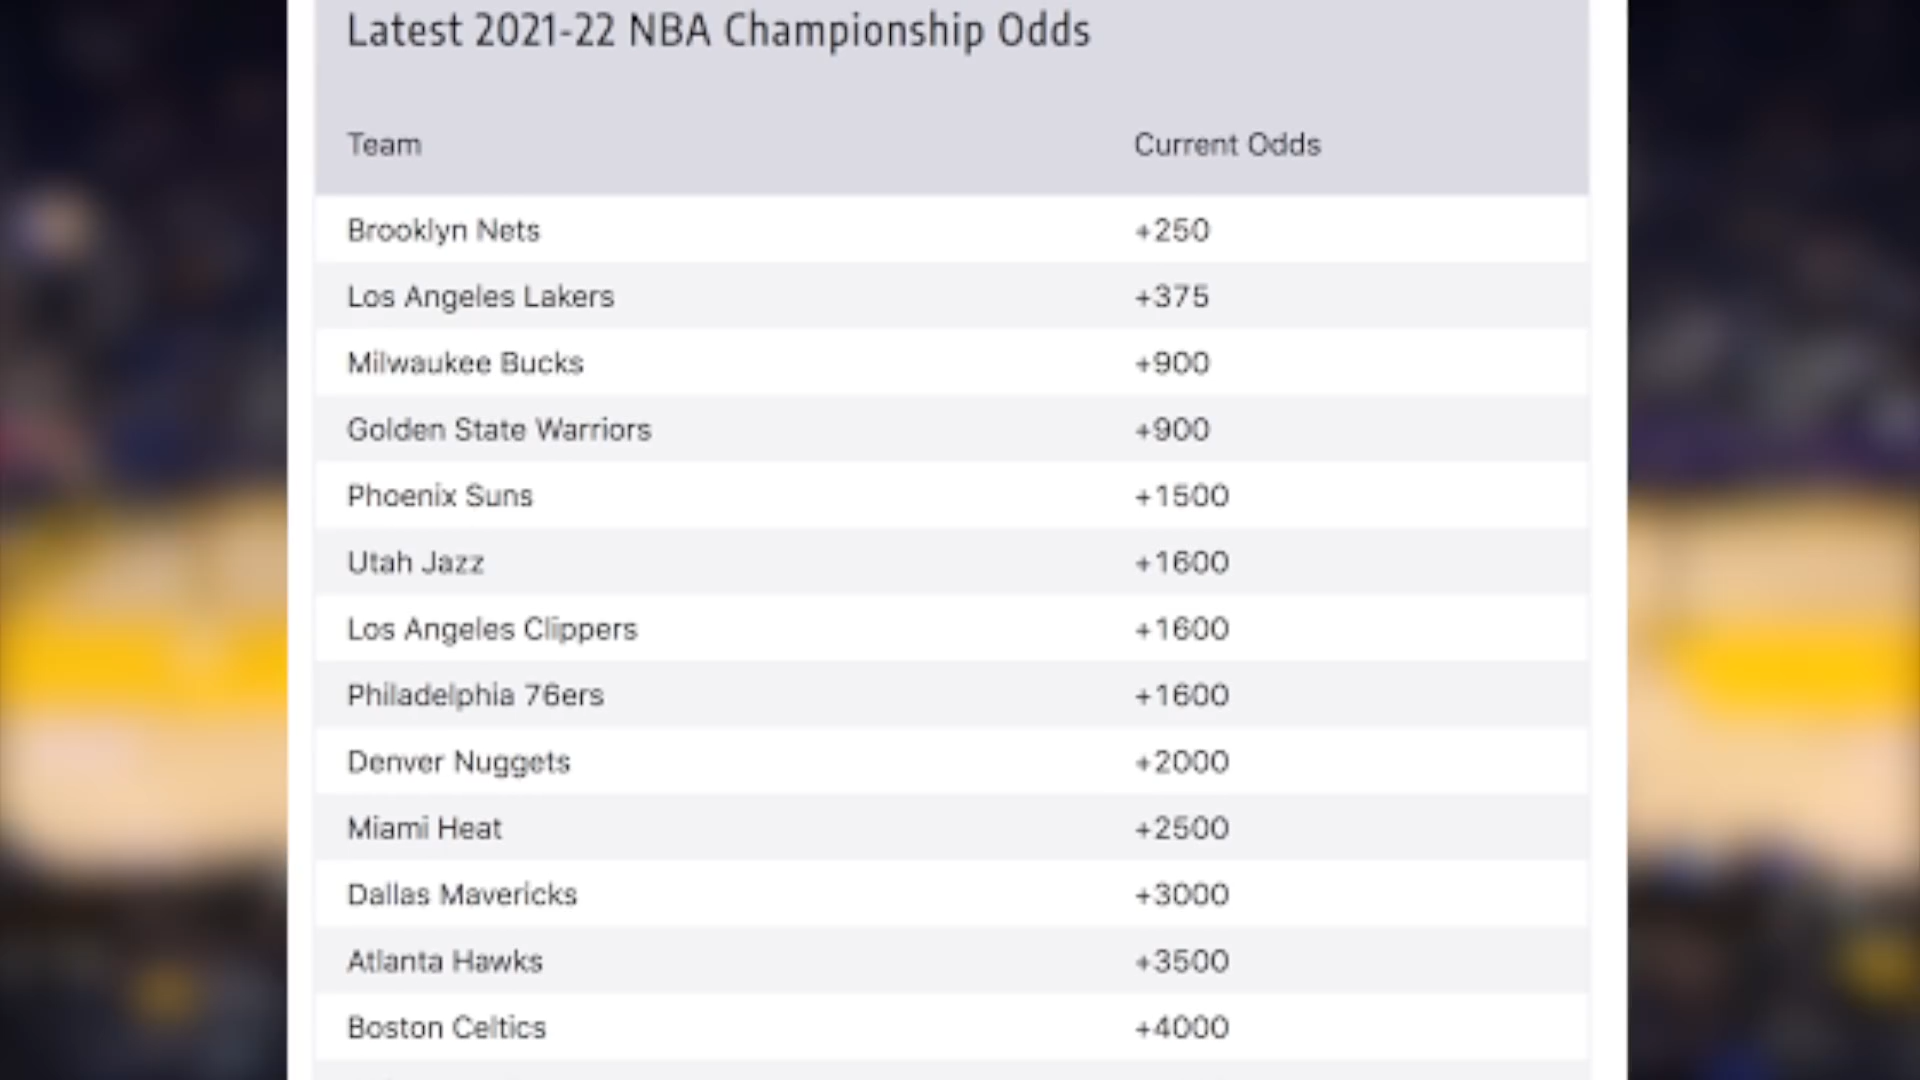 Latest 2021-22 NBA Championship Odds
Team Current Odds
Brooklyn Nets +250
Los Angeles Lakers +375
Milwaukee Bucks +900
Golden State Warriors +900
Phoenix Suns +1500
Utah Jazz +1600
Los Angeles Clippers +1600
Philadelphia 76ers +1600
Denver Nuggets +2000
Miami Heat +2500
Dallas Mavericks +3000
Atlanta Hawks +3500
Boston Celtics +4000